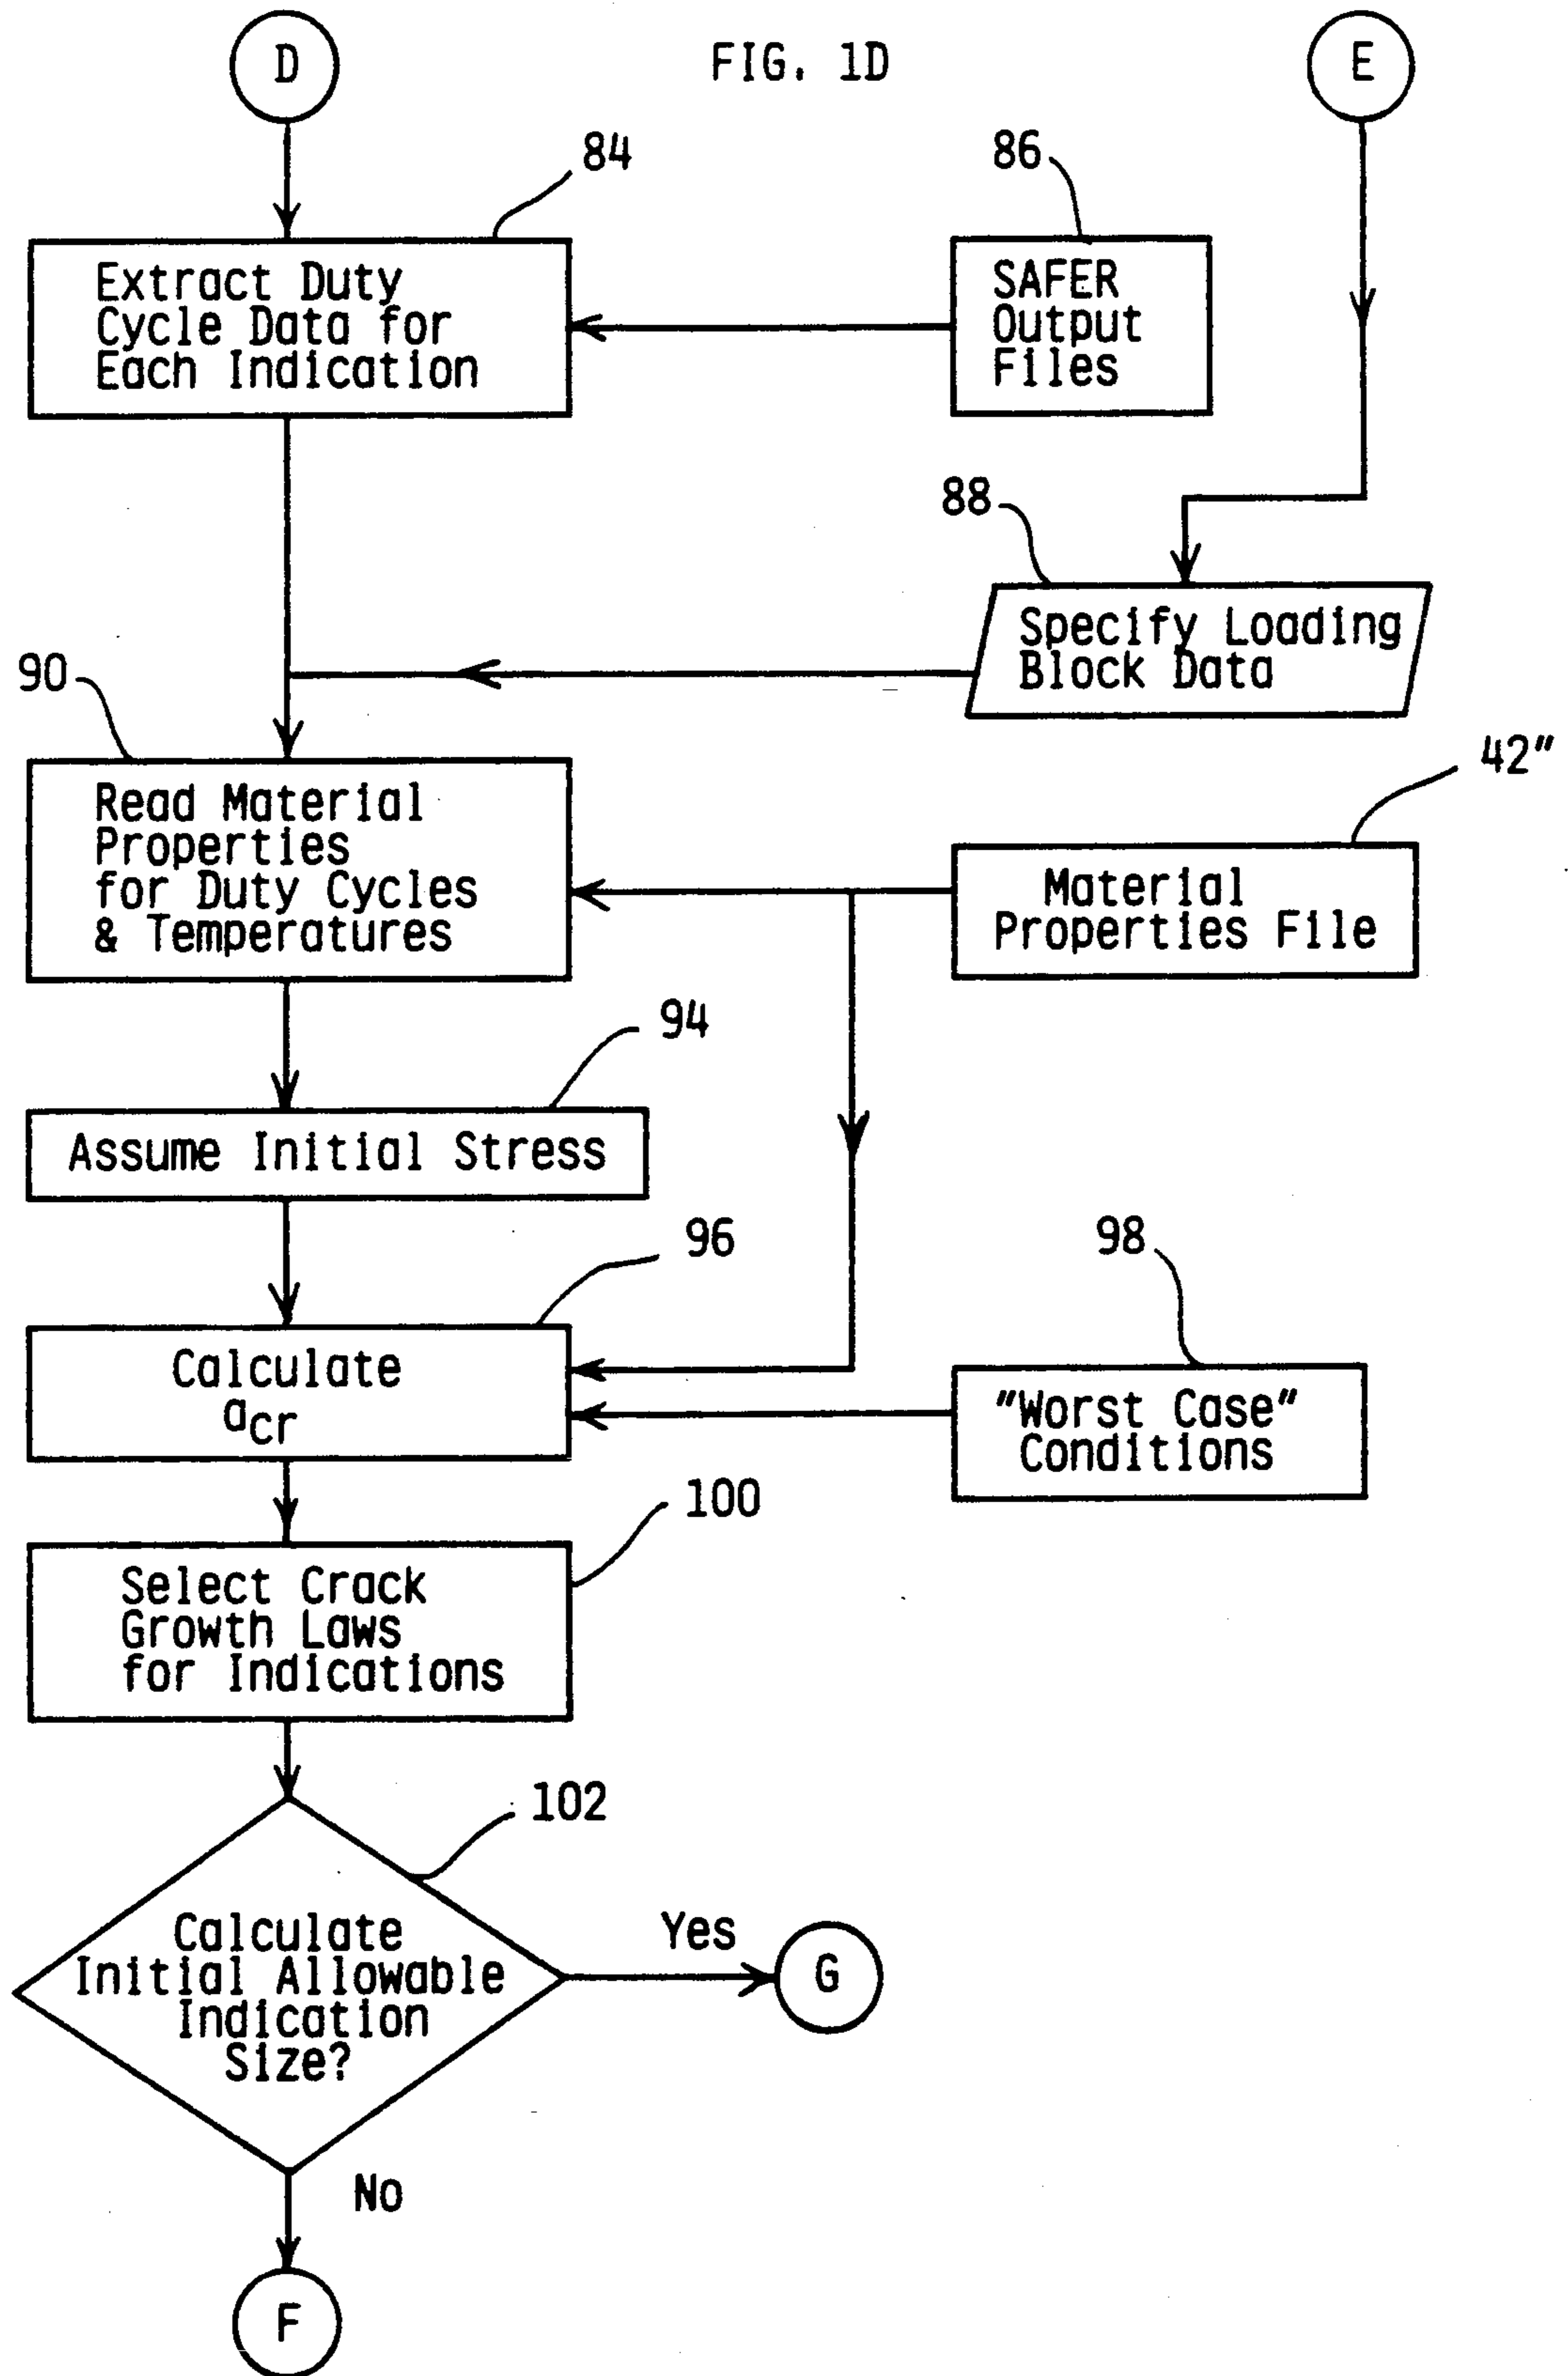 D
FIG. 1D
E
84
86
Extract Duty
Cycle Data for
Each Indication
SAFER
Output
Files
88
Specify Loading
Block Data
90
Read Material
Properties
for Duty Cycles
& Temperatures
42"
Material
Properties File
94
Assume Initial Stress
96
98
Calculate
acr
"Worst Case"
Conditions
100
Select Crack
Growth Laws
for Indications
102
Calculate
Initial Allowable
Indication
Size?
Yes
G
No
F